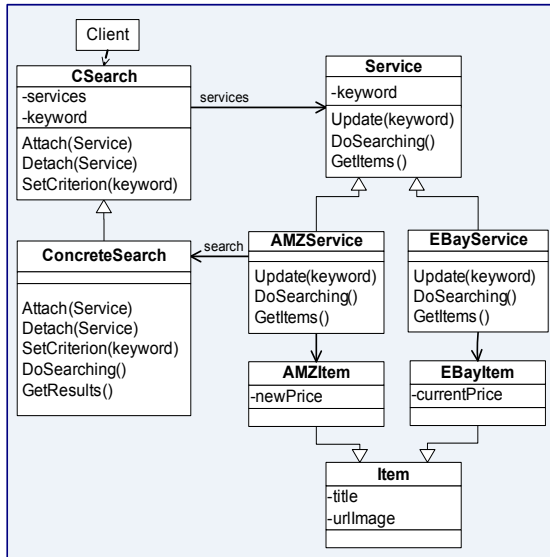 Client
CSearch
-services
-keyword
Attach(Service)
Detach(Service)
SetCriterion(keyword)
services
Service
-keyword
Update(keyword)
DoSearching()
GetItems()
ConcreteSearch
Attach(Service)
Detach(Service)
SetCriterion(keyword)
DoSearching()
GetResults()
search
AMZService
Update(keyword)
DoSearching()
GetItems()
EBayService
Update(keyword)
DoSearching()
GetItems()
AMZItem
-newPrice
EBayItem
-currentPrice
Item
-title
-urlImage